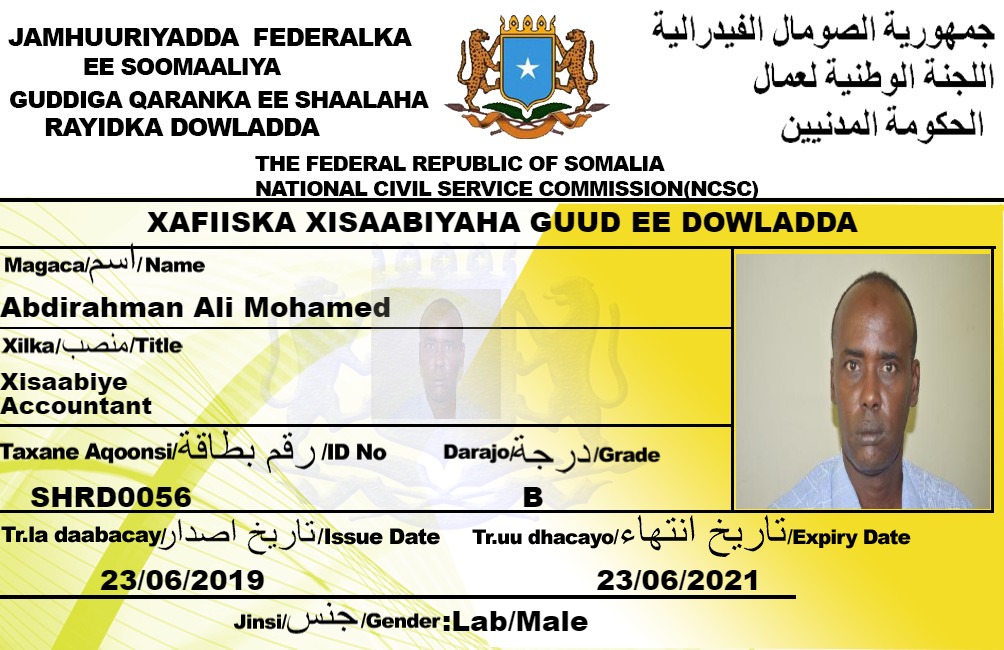 JAMHUURIYADDA FEDERALKA
EE SOOMAALIYA
GUDDIGA QARANKA EE SHAALAHA
RAYIDKA DOWLADDA
جمهورية الصومال الفيدرالية
اللجنة الوطنية لعمال
الحكومة المدنيين
THE FEDERAL REPUBLIC OF SOMALIA
NATIONAL CIVIL SERVICE COMMISSION(NCSC)
XAFIISKA XISAABIYAHA GUUD EE DOWLADDA
Magaca/اسم/Name
Abdirahman Ali Mohamed
Xilka/منصب/Title
Xisaabiye
Accountant
Taxane Aqoonsi/رقم بطاقة/ID No
SHRD0056
Darajo/درجة/Grade
B
Tr.la daabacay/تاريخ اصدار/Issue Date
23/06/2019
Tr.uu dhacayo/تاريخ انتهاء/Expiry Date
23/06/2021
Jinsi/جنس/Gender:Lab/Male